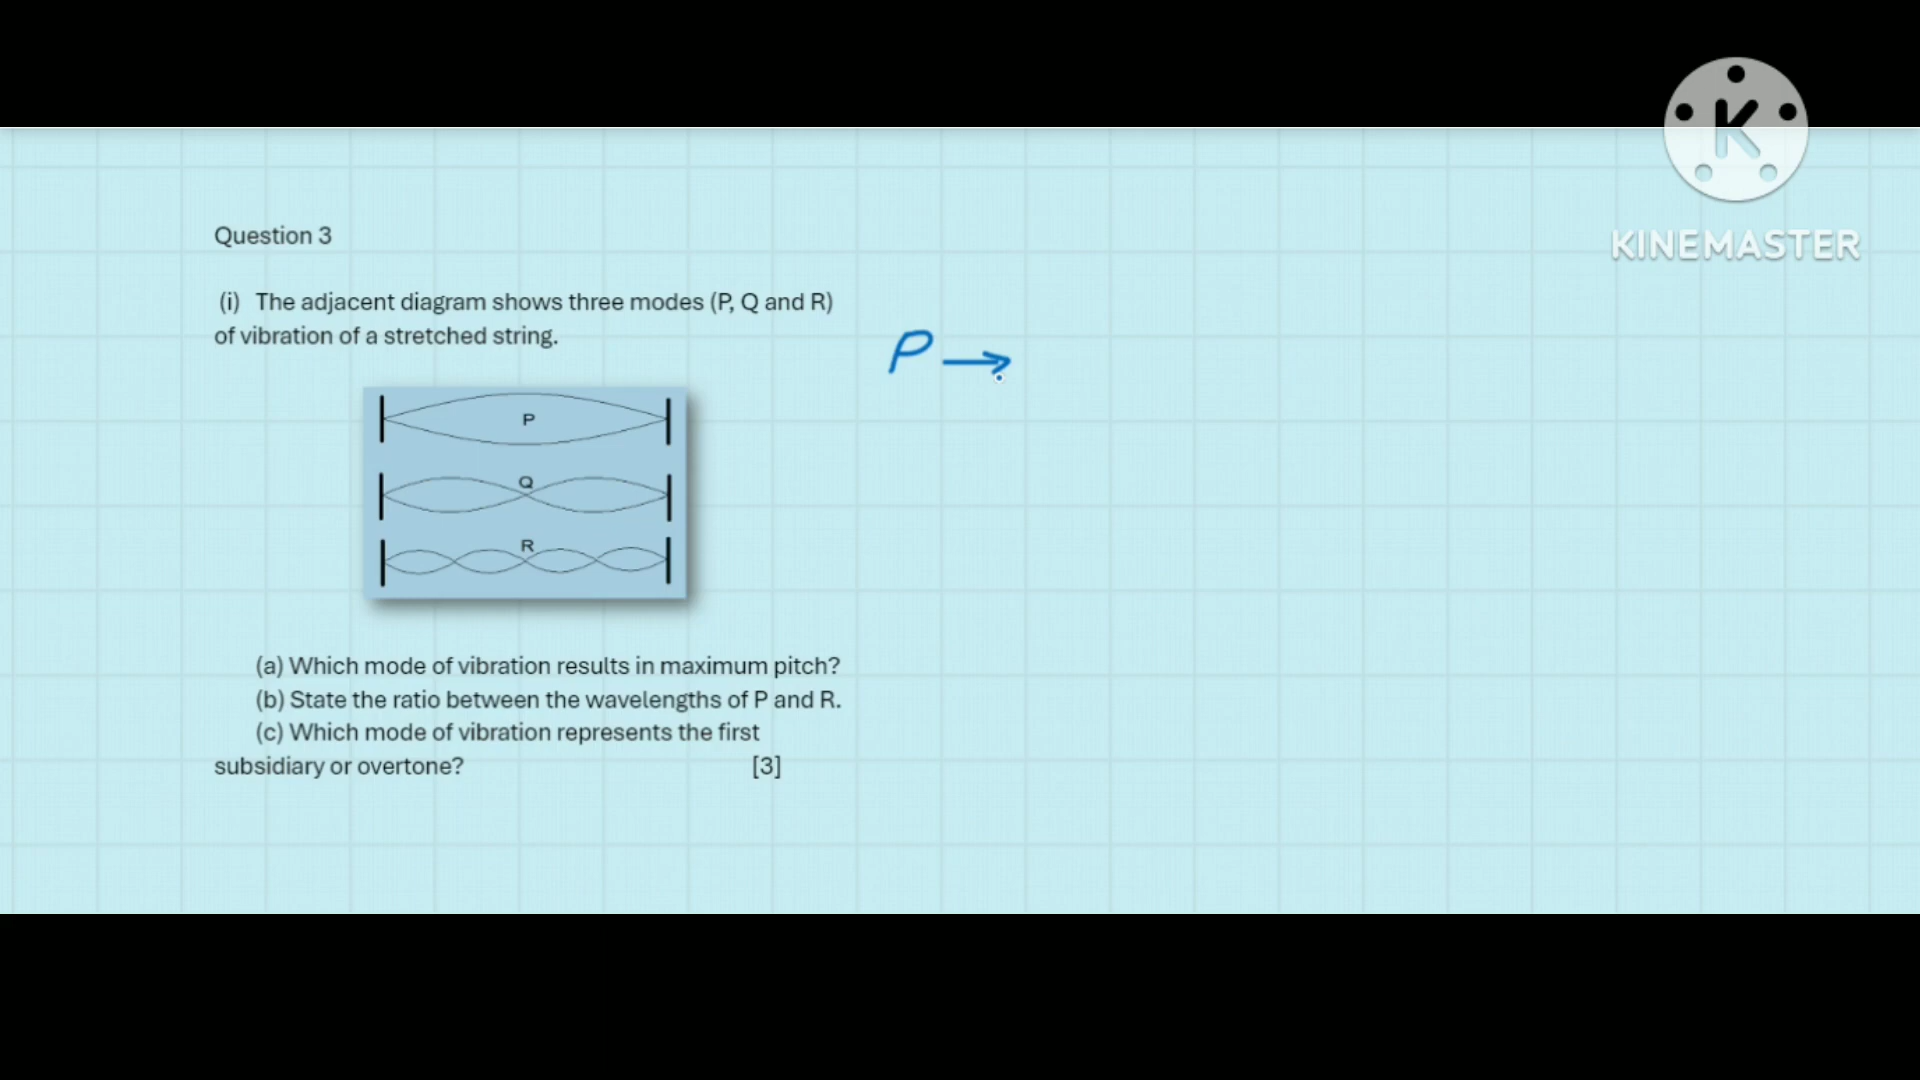 K
KINEMASTER
Question 3
(i) The adjacent diagram shows three modes (P, Q and R)
of vibration of a stretched string.
P →
P
Q
R
(a) Which mode of vibration results in maximum pitch?
(b) State the ratio between the wavelengths of P and R.
(c) Which mode of vibration represents the first
subsidiary or overtone? [3]